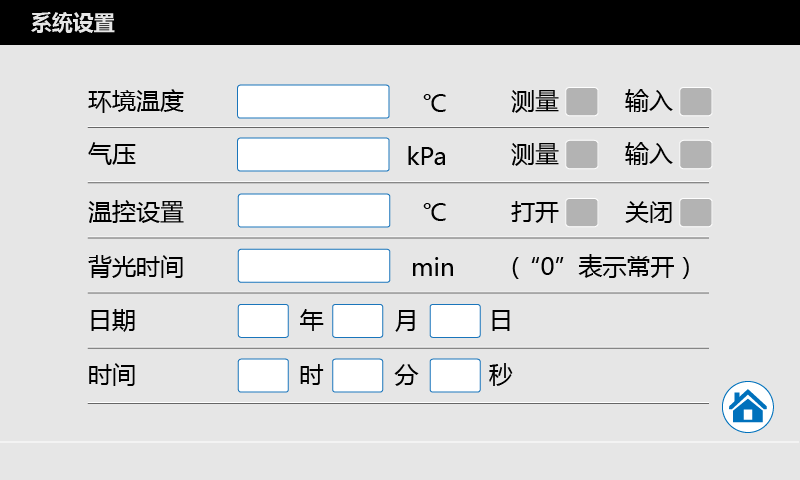 系统设置
环境温度 ℃ 测量 输入
气压 kPa 测量 输入
温控设置 ℃ 打开 关闭
背光时间 min （“0”表示常开）
日期 年 月 日
时间 时 分 秒